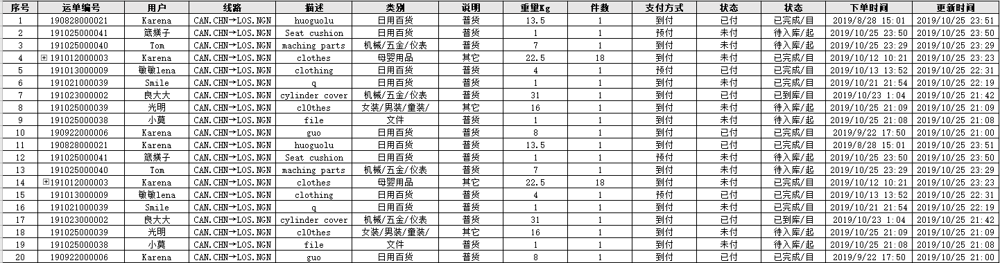 序号 运单编号 用户 线路 描述 类别 说明 重量Kg 件数 支付方式 状态 状态 下单时间 更新时间
1 190828000021 Karena CAN.CHN→LOS.NGN huoguolu 日用百货 普货 13.5 1 到付 已付 已完成/目 2019/8/28 15:01 2019/10/25 23:51
2 191025000041 箴媄子 CAN.CHN→LOS.NGN Seat cushion 日用百货 普货 1 1 预付 未付 待入库/起 2019/10/25 23:50 2019/10/25 23:50
3 191025000040 Tom CAN.CHN→LOS.NGN maching parts 机械/五金/仪表 普货 7 1 到付 未付 待入库/起 2019/10/25 23:29 2019/10/25 23:29
4 191012000003 Karena CAN.CHN→LOS.NGN clothes 母婴用品 其它 22.5 18 到付 未付 已完成/目 2019/10/12 10:21 2019/10/25 23:23
5 191013000009 敏敏lena CAN.CHN→LOS.NGN clothing 日用百货 普货 4 1 预付 已付 已完成/目 2019/10/13 13:52 2019/10/25 22:31
6 191021000039 Smile CAN.CHN→LOS.NGN q 日用百货 普货 1 1 到付 未付 已完成/目 2019/10/21 21:54 2019/10/25 22:19
7 191023000002 良大大 CAN.CHN→LOS.NGN cylinder cover 机械/五金/仪表 普货 31 1 到付 已付 已到库/目 2019/10/23 1:04 2019/10/25 21:42
8 191025000039 光明 CAN.CHN→LOS.NGN cl0thes 女装/男装/童装/ 其它 16 1 到付 未付 待入库/起 2019/10/25 21:09 2019/10/25 21:09
9 191025000038 小莫 CAN.CHN→LOS.NGN file 文件 普货 1 1 到付 未付 待入库/起 2019/10/25 21:08 2019/10/25 21:08
10 190922000006 Karena CAN.CHN→LOS.NGN guo 日用百货 普货 8 1 到付 已付 已完成/目 2019/9/22 17:50 2019/10/25 21:00
11 190828000021 Karena CAN.CHN→LOS.NGN huoguolu 日用百货 普货 13.5 1 到付 已付 已完成/目 2019/8/28 15:01 2019/10/25 23:51
12 191025000041 箴媄子 CAN.CHN→LOS.NGN Seat cushion 日用百货 普货 1 1 预付 未付 待入库/起 2019/10/25 23:50 2019/10/25 23:50
13 191025000040 Tom CAN.CHN→LOS.NGN maching parts 机械/五金/仪表 普货 7 1 到付 未付 待入库/起 2019/10/25 23:29 2019/10/25 23:29
14 191012000003 Karena CAN.CHN→LOS.NGN clothes 母婴用品 其它 22.5 18 到付 未付 已完成/目 2019/10/12 10:21 2019/10/25 23:23
15 191013000009 敏敏lena CAN.CHN→LOS.NGN clothing 日用百货 普货 4 1 预付 已付 已完成/目 2019/10/13 13:52 2019/10/25 22:31
16 191021000039 Smile CAN.CHN→LOS.NGN q 日用百货 普货 1 1 到付 未付 已完成/目 2019/10/21 21:54 2019/10/25 22:19
17 191023000002 良大大 CAN.CHN→LOS.NGN cylinder cover 机械/五金/仪表 普货 31 1 到付 已付 已到库/目 2019/10/23 1:04 2019/10/25 21:42
18 191025000039 光明 CAN.CHN→LOS.NGN cl0thes 女装/男装/童装/ 其它 16 1 到付 未付 待入库/起 2019/10/25 21:09 2019/10/25 21:09
19 191025000038 小莫 CAN.CHN→LOS.NGN file 文件 普货 1 1 到付 未付 待入库/起 2019/10/25 21:08 2019/10/25 21:08
20 190922000006 Karena CAN.CHN→LOS.NGN guo 日用百货 普货 8 1 到付 已付 已完成/目 2019/9/22 17:50 2019/10/25 21:00